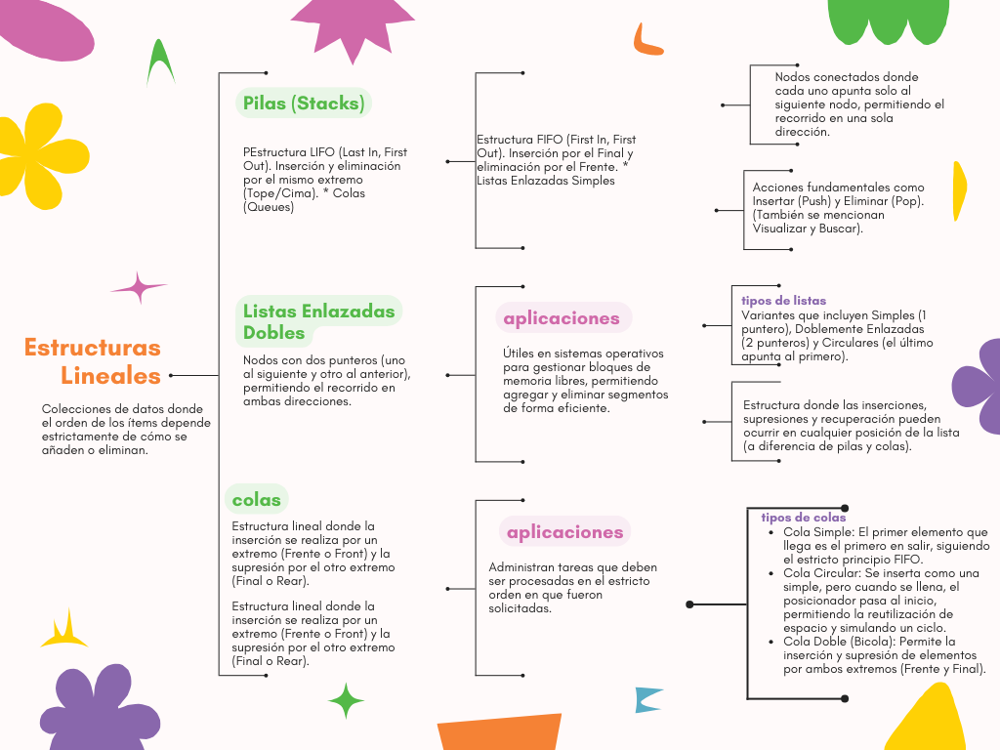 Estructuras
Lineales
Colecciones de datos donde
el orden de los ítems depende
estrictamente de cómo se
añaden o eliminan.
Pilas (Stacks)
PEstructura LIFO (Last In, First
Out). Inserción y eliminación
por el mismo extremo
(Tope/Cima). * Colas
(Queues)
Estructura FIFO (First In, First
Out). Inserción por el Final y
eliminación por el Frente. *
Listas Enlazadas Simples
Nodos conectados donde
cada uno apunta solo al
siguiente nodo, permitiendo el
recorrido en una sola
dirección.
Acciones fundamentales como
Insertar (Push) y Eliminar (Pop).
(También se mencionan
Visualizar y Buscar).
Listas Enlazadas
Dobles
Nodos con dos punteros (uno
al siguiente y otro al anterior),
permitiendo el recorrido en
ambas direcciones.
aplicaciones
Útiles en sistemas operativos
para gestionar bloques de
memoria libres, permitiendo
agregar y eliminar segmentos
de forma eficiente.
tipos de listas
Variantes que incluyen Simples (1
puntero), Doblemente Enlazadas
(2 punteros) y Circulares (el último
apunta al primero).
Estructura donde las inserciones,
supresiones y recuperación pueden
ocurrir en cualquier posición de la lista
(a diferencia de pilas y colas).
colas
Estructura lineal donde la
inserción se realiza por un
extremo (Frente o Front) y la
supresión por el otro extremo
(Final o Rear).
Estructura lineal donde la
inserción se realiza por un
extremo (Frente o Front) y la
supresión por el otro extremo
(Final o Rear).
aplicaciones
Administran tareas que deben
ser procesadas en el estricto
orden en que fueron
solicitadas.
tipos de colas
• Cola Simple: El primer elemento que
llega es el primero en salir, siguiendo
el estricto principio FIFO.
• Cola Circular: Se inserta como una
simple, pero cuando se llena, el
posicionador pasa al inicio,
permitiendo la reutilización de
espacio y simulando un ciclo.
• Cola Doble (Bicola): Permite la
inserción y supresión de elementos
por ambos extremos (Frente y Final).